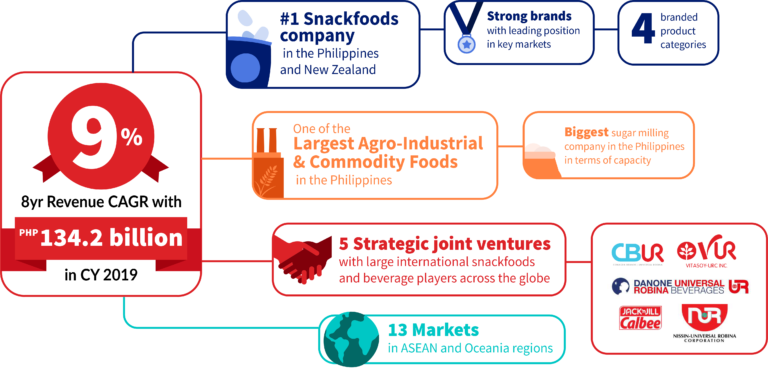 9%
8yr Revenue CAGR with
PHP 134.2 billion
in CY 2019
#1 Snackfoods
company
in the Philippines
and New Zealand
Strong brands
with leading position
in key markets
4
branded
product
categories
One of the
Largest Agro-Industrial
& Commodity Foods
in the Philippines
Biggest sugar milling
company in the Philippines
in terms of capacity
5 Strategic joint ventures
with large international snackfoods
and beverage players across the globe
CBUR
VUR
VITASOY-URC INC
DANONE UNIVERSAL
ROBINA BEVERAGES
UR
JACK'n JILL
Calbee
NUR
NISSIN-UNIVERSAL ROBINA
CORPORATION
13 Markets
in ASEAN and Oceania regions